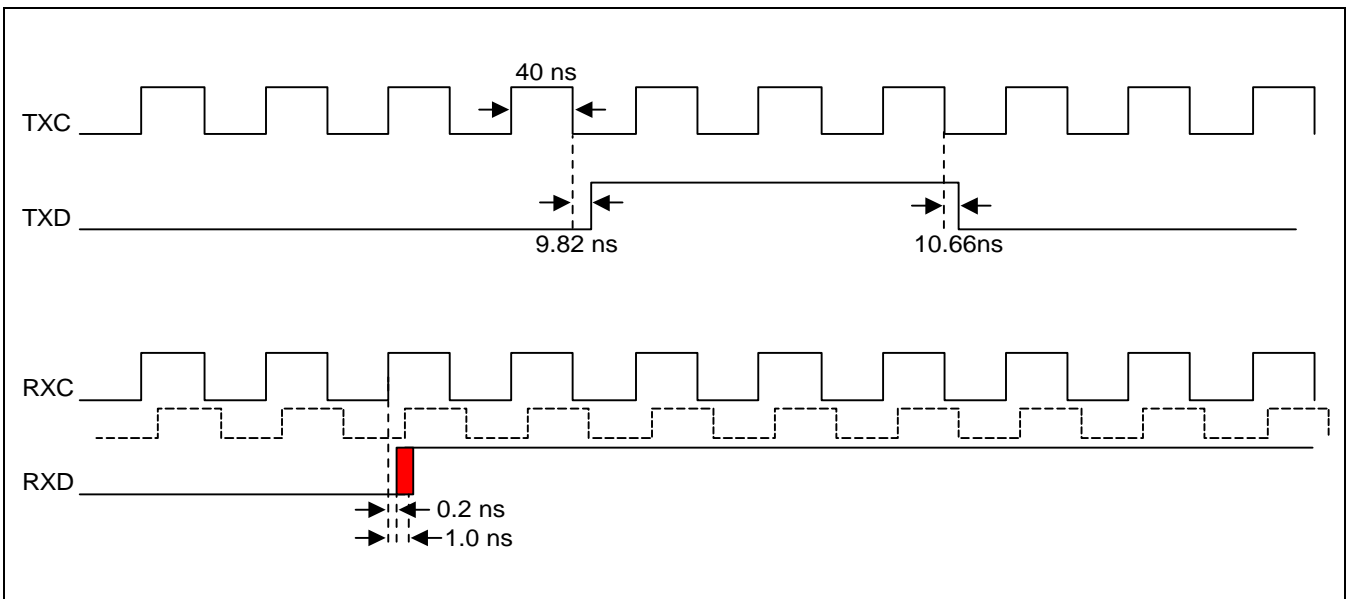 40 ns
TXC
TXD
9.82 ns
10.66ns
RXC
RXD
0.2 ns
1.0 ns